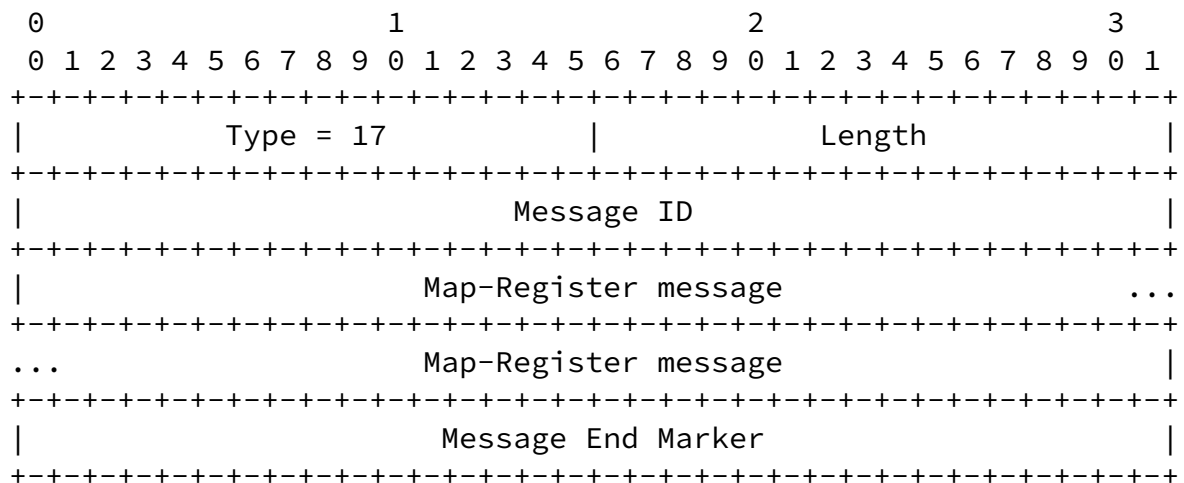 0                   1                   2                   3
 0 1 2 3 4 5 6 7 8 9 0 1 2 3 4 5 6 7 8 9 0 1 2 3 4 5 6 7 8 9 0 1
+-+-+-+-+-+-+-+-+-+-+-+-+-+-+-+-+-+-+-+-+-+-+-+-+-+-+-+-+-+-+-+-+
|           Type = 17           |            Length             |
+-+-+-+-+-+-+-+-+-+-+-+-+-+-+-+-+-+-+-+-+-+-+-+-+-+-+-+-+-+-+-+-+
|                           Message ID                          |
+-+-+-+-+-+-+-+-+-+-+-+-+-+-+-+-+-+-+-+-+-+-+-+-+-+-+-+-+-+-+-+-+
|                      Map-Register message                   ...
+-+-+-+-+-+-+-+-+-+-+-+-+-+-+-+-+-+-+-+-+-+-+-+-+-+-+-+-+-+-+-+-+
...                    Map-Register message                     |
+-+-+-+-+-+-+-+-+-+-+-+-+-+-+-+-+-+-+-+-+-+-+-+-+-+-+-+-+-+-+-+-+
|                       Message End Marker                      |
+-+-+-+-+-+-+-+-+-+-+-+-+-+-+-+-+-+-+-+-+-+-+-+-+-+-+-+-+-+-+-+-+